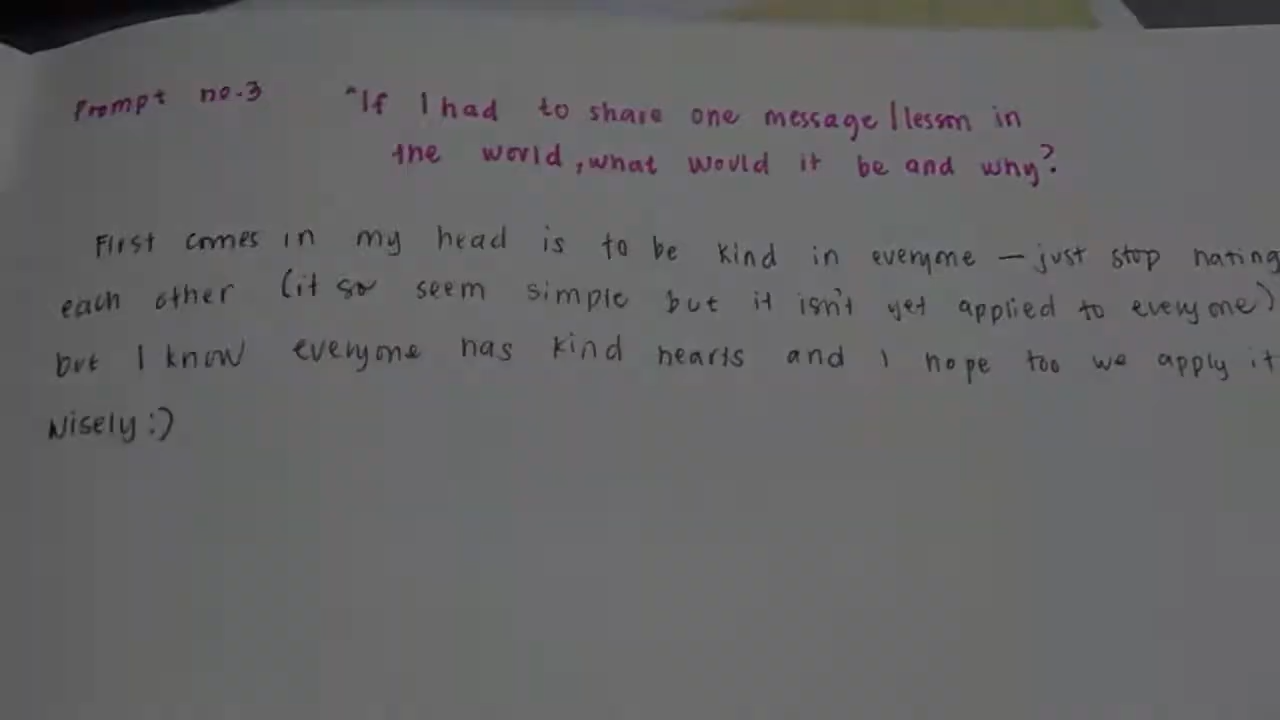 Prompt no.3
"If I had to share one message/lesson in
the world, what would it be and why?
First comes in my head is to be kind in everyone — just stop hating
each other (it so seem simple but it isn't yet applied to everyone)
but I know everyone has kind hearts and I hope too we apply it
Wisely :)